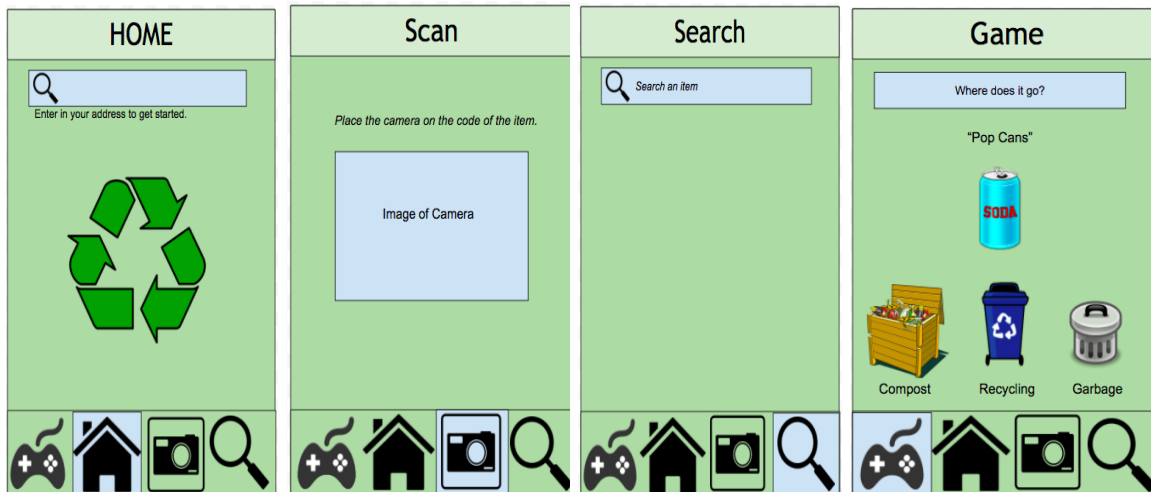 HOME
Enter in your address to get started.
Scan
Place the camera on the code of the item.
Image of Camera
Search
Search an item
Game
Where does it go?
“Pop Cans”
SODA
Compost
Recycling
Garbage